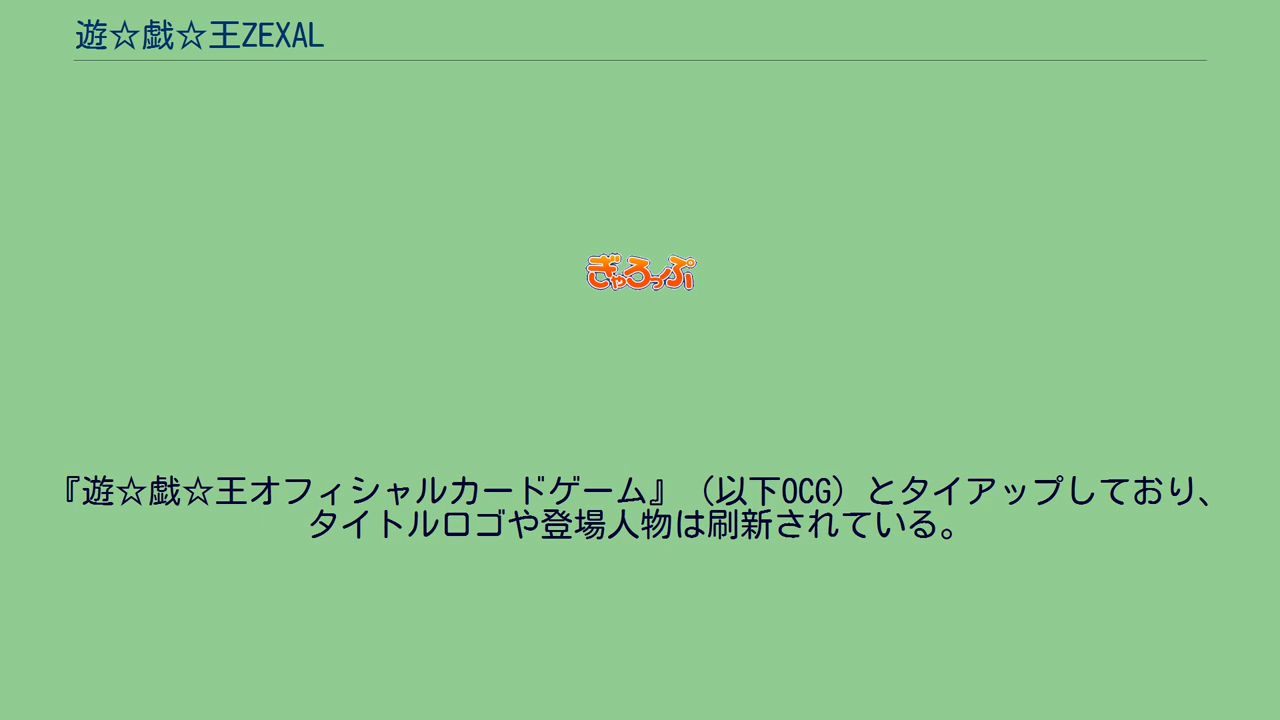 遊☆戯☆王ZEXAL
ぎゃろっぷ
『遊☆戯☆王オフィシャルカードゲーム』（以下OCG）とタイアップしており、
タイトルロゴや登場人物は刷新されている。